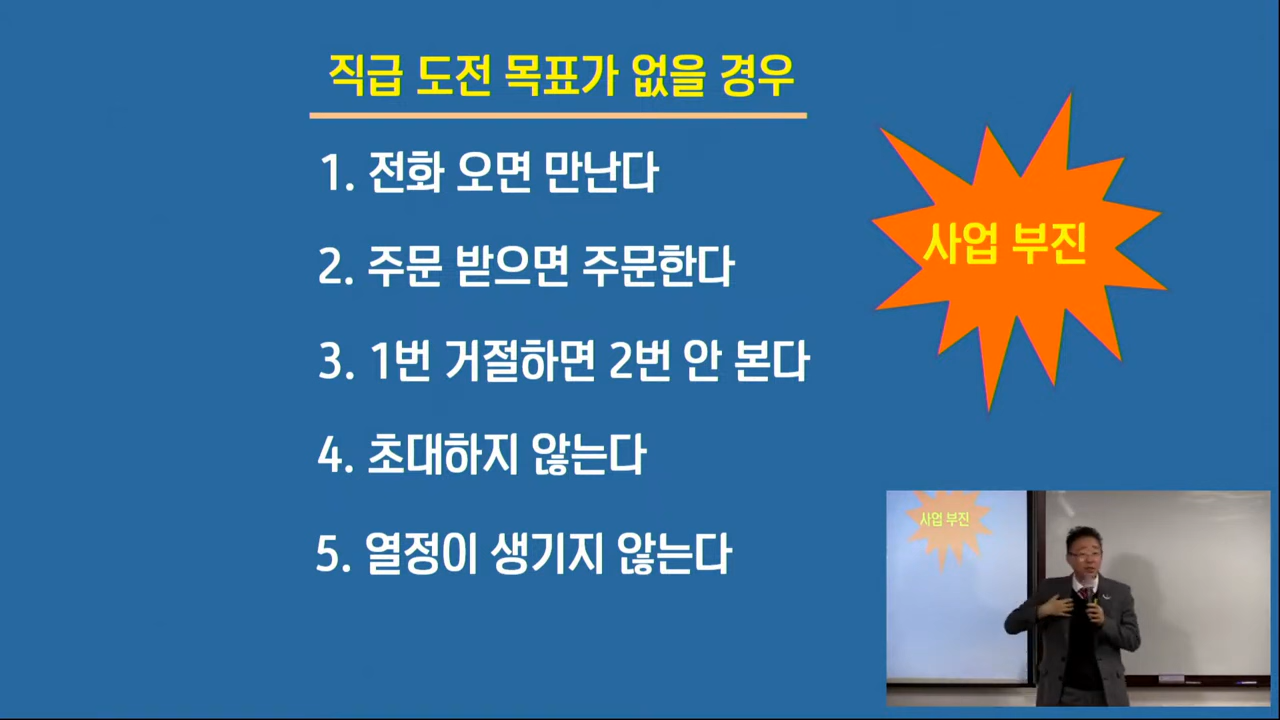 직급 도전 목표가 없을 경우
1. 전화 오면 만난다
2. 주문 받으면 주문한다
3. 1번 거절하면 2번 안 본다
4. 초대하지 않는다
5. 열정이 생기지 않는다
사업 부진
사업 부진